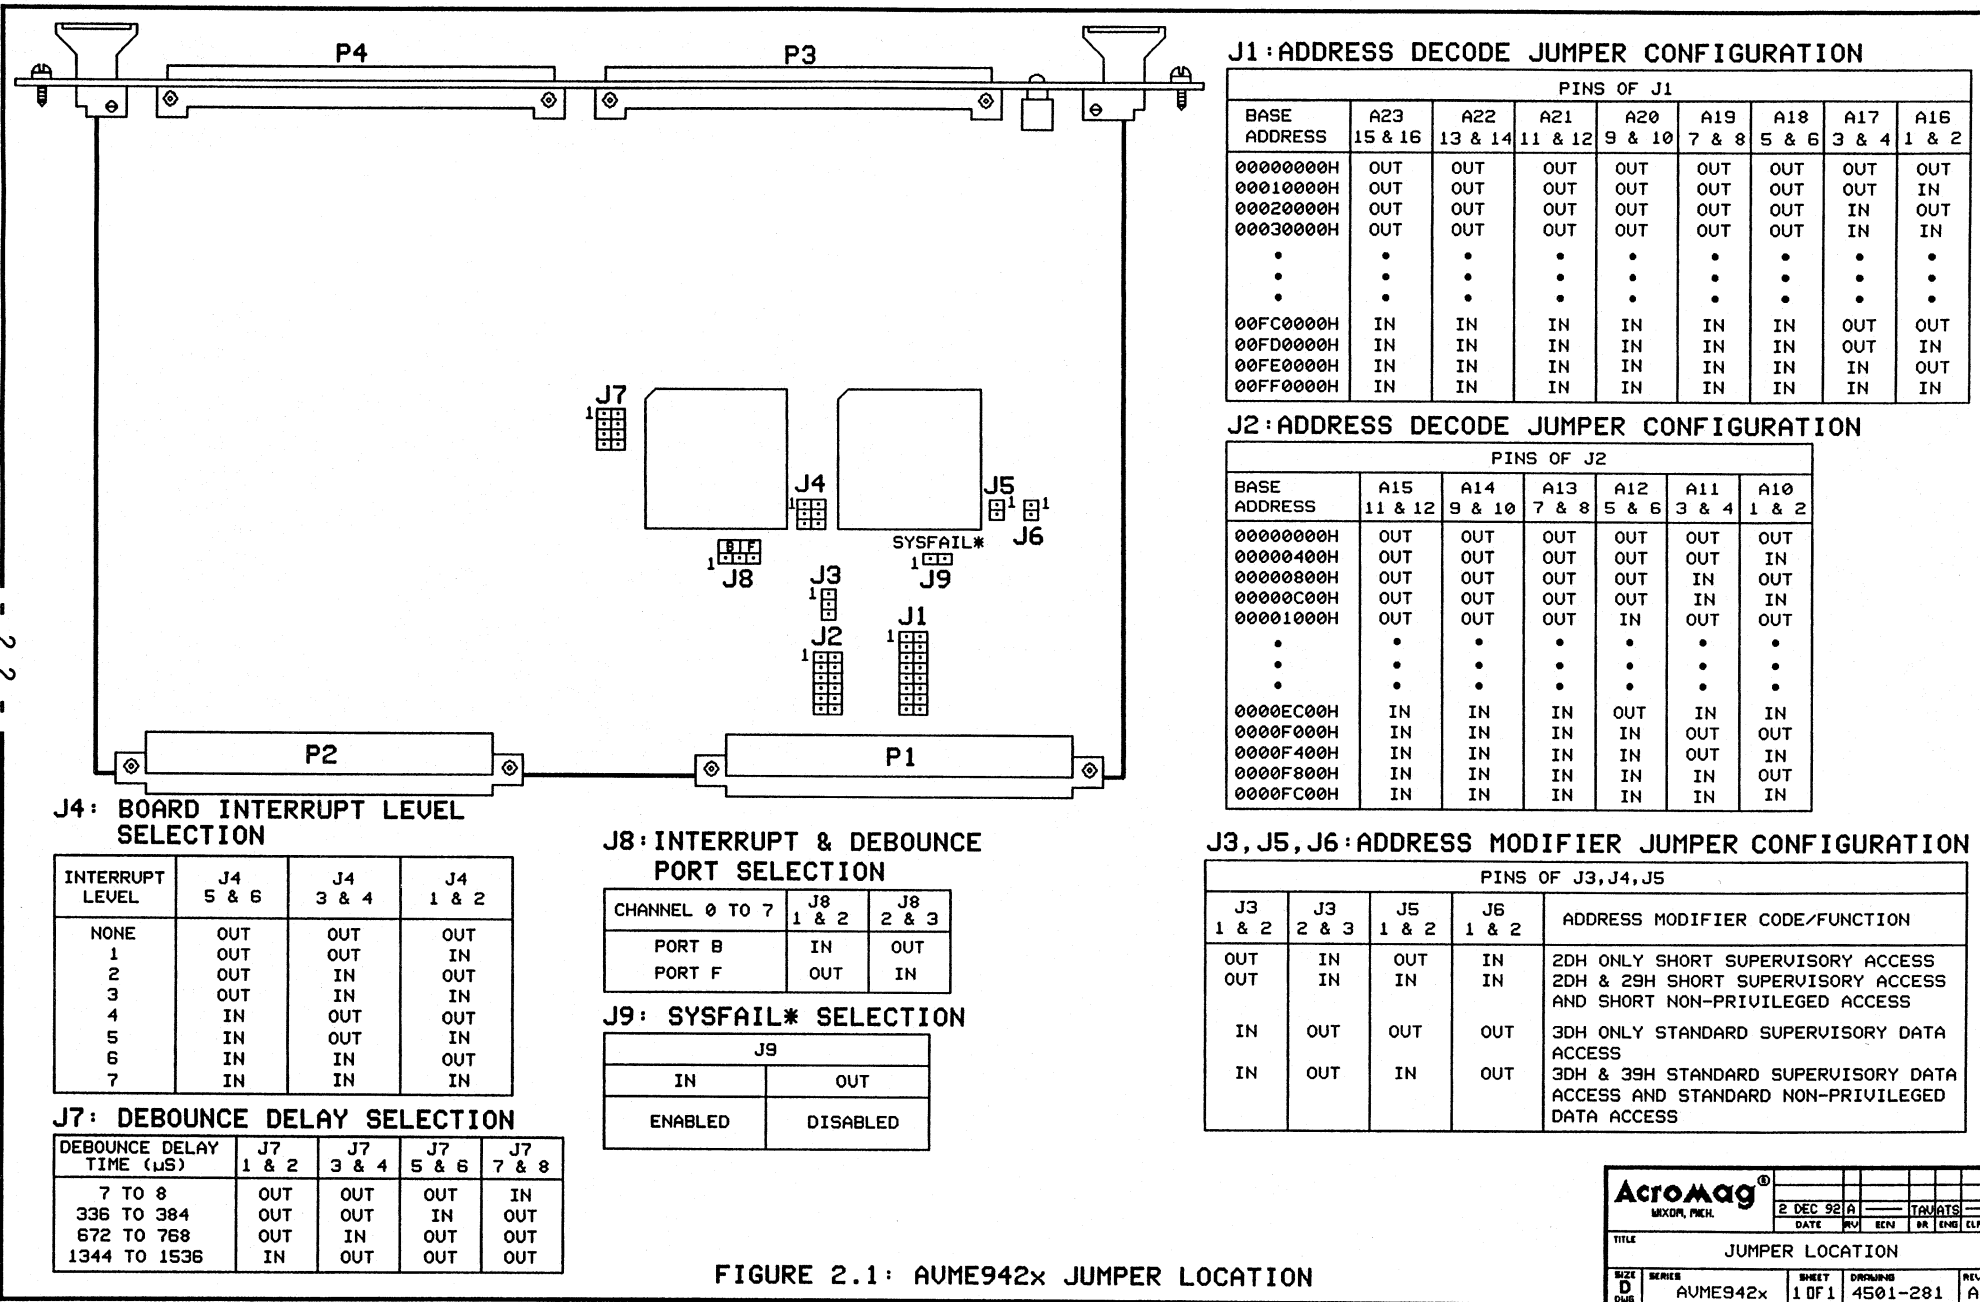 P4
P3
J7
1
J4
1
J5
1
1
J6
B F
1
J8
SYSFAIL*
1
J9
J3
1
J2
1
J1
1
P2
P1
- 22 -
J1:ADDRESS DECODE JUMPER CONFIGURATION
PINS OF J1
BASE ADDRESS A23 15 & 16 A22 13 & 14 A21 11 & 12 A20 9 & 10 A19 7 & 8 A18 5 & 6 A17 3 & 4 A16 1 & 2
00000000H OUT OUT OUT OUT OUT OUT OUT OUT
00010000H OUT OUT OUT OUT OUT OUT OUT IN
00020000H OUT OUT OUT OUT OUT OUT IN OUT
00030000H OUT OUT OUT OUT OUT OUT IN IN
• • • • • • • • •
• • • • • • • • •
• • • • • • • • •
00FC0000H IN IN IN IN IN IN OUT OUT
00FD0000H IN IN IN IN IN IN OUT IN
00FE0000H IN IN IN IN IN IN IN OUT
00FF0000H IN IN IN IN IN IN IN IN
J2:ADDRESS DECODE JUMPER CONFIGURATION
PINS OF J2
BASE ADDRESS A15 11 & 12 A14 9 & 10 A13 7 & 8 A12 5 & 6 A11 3 & 4 A10 1 & 2
00000000H OUT OUT OUT OUT OUT OUT
00000400H OUT OUT OUT OUT OUT IN
00000800H OUT OUT OUT OUT IN OUT
00000C00H OUT OUT OUT OUT IN IN
00001000H OUT OUT OUT IN OUT OUT
• • • • • • •
• • • • • • •
• • • • • • •
0000EC00H IN IN IN OUT IN IN
0000F000H IN IN IN IN OUT OUT
0000F400H IN IN IN IN OUT IN
0000F800H IN IN IN IN IN OUT
0000FC00H IN IN IN IN IN IN
J4: BOARD INTERRUPT LEVEL
SELECTION
INTERRUPT LEVEL J4 5 & 6 J4 3 & 4 J4 1 & 2
NONE OUT OUT OUT
1 OUT OUT IN
2 OUT IN OUT
3 OUT IN IN
4 IN OUT OUT
5 IN OUT IN
6 IN IN OUT
7 IN IN IN
J7: DEBOUNCE DELAY SELECTION
DEBOUNCE DELAY TIME (µS) J7 1 & 2 J7 3 & 4 J7 5 & 6 J7 7 & 8
7 TO 8 OUT OUT OUT IN
336 TO 384 OUT OUT IN OUT
672 TO 768 OUT IN OUT OUT
1344 TO 1536 IN OUT OUT OUT
J8:INTERRUPT & DEBOUNCE
PORT SELECTION
CHANNEL 0 TO 7 J8 1 & 2 J8 2 & 3
PORT B IN OUT
PORT F OUT IN
J9: SYSFAIL* SELECTION
J9
IN OUT
ENABLED DISABLED
J3,J5,J6:ADDRESS MODIFIER JUMPER CONFIGURATION
PINS OF J3,J4,J5
J3 1 & 2 J3 2 & 3 J5 1 & 2 J6 1 & 2 ADDRESS MODIFIER CODE/FUNCTION
OUT IN OUT IN 2DH ONLY SHORT SUPERVISORY ACCESS
OUT IN IN IN 2DH & 29H SHORT SUPERVISORY ACCESS
AND SHORT NON-PRIVILEGED ACCESS
IN OUT OUT OUT 3DH ONLY STANDARD SUPERVISORY DATA
ACCESS
IN OUT IN OUT 3DH & 39H STANDARD SUPERVISORY DATA
ACCESS AND STANDARD NON-PRIVILEGED
DATA ACCESS
FIGURE 2.1: AVME942x JUMPER LOCATION
Acromag®
WIXOM, MICH.
2 DEC 92 A —— TAV ATS
DATE RV ECN DR ENG
TITLE
JUMPER LOCATION
SIZE D DWG SERIES AVME942x SHEET 1 OF 1 DRAWING 4501-281 REV A